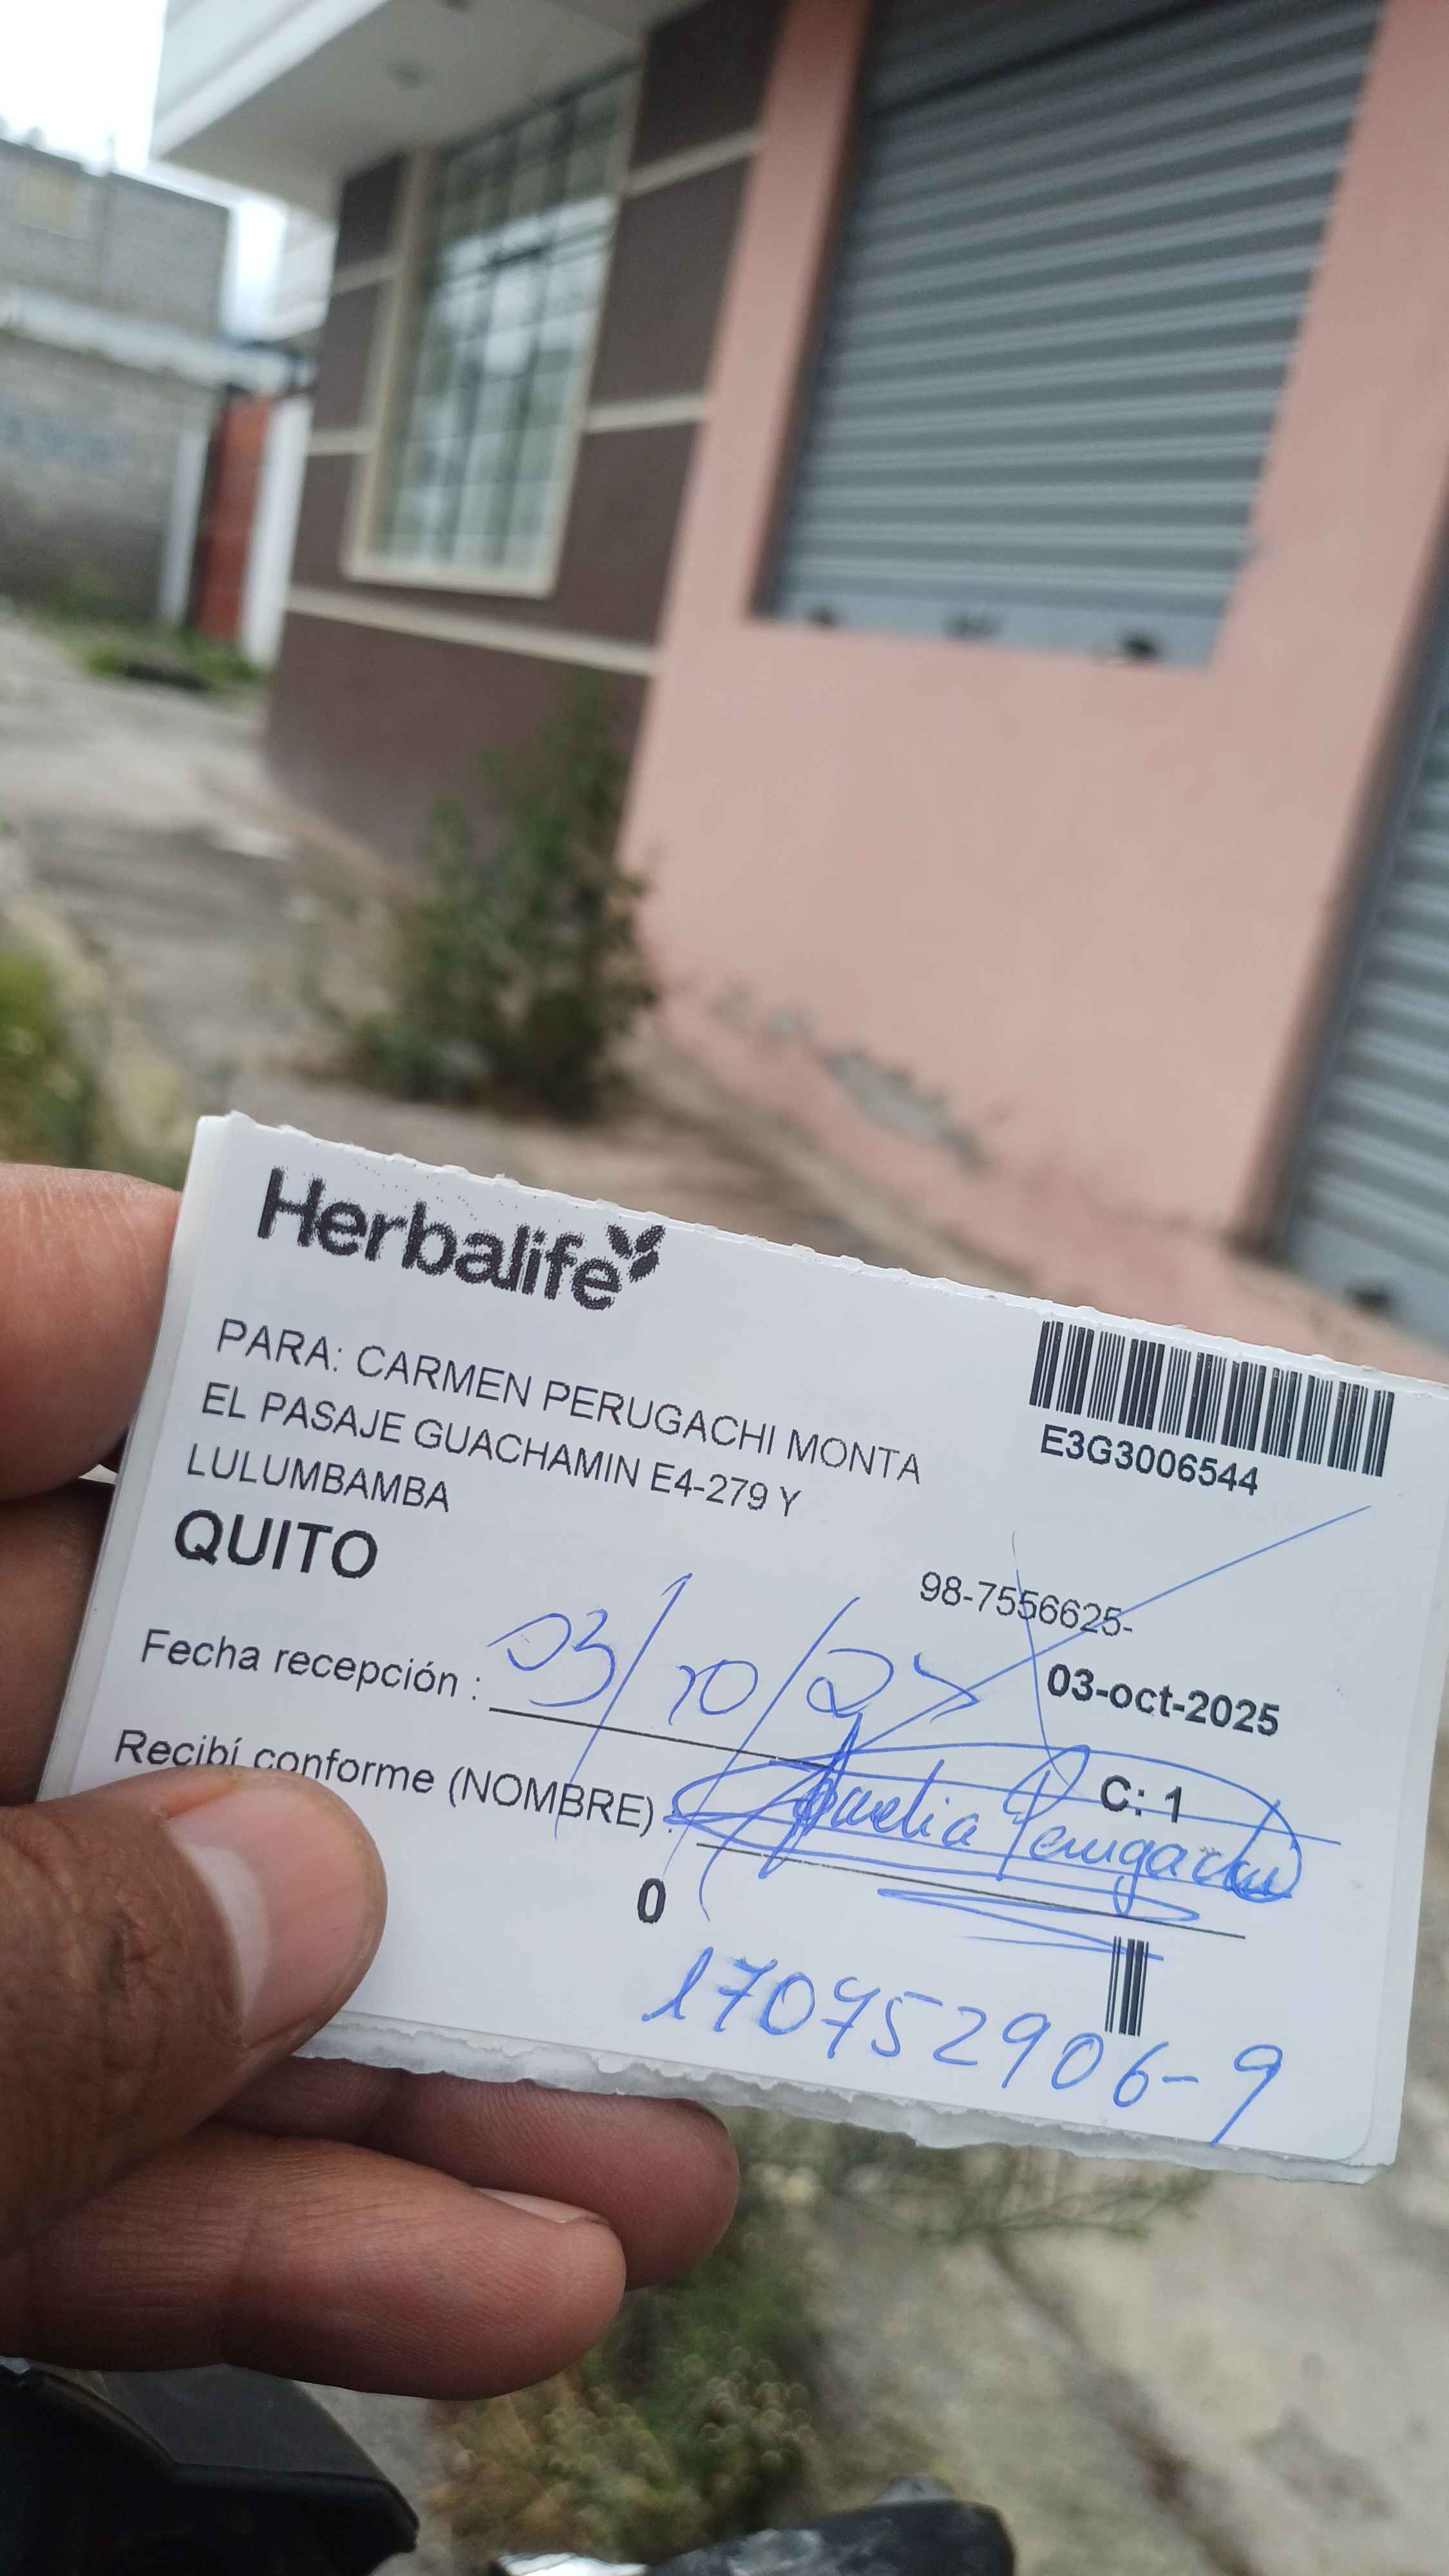 Herbalife
PARA: CARMEN PERUGACHI MONTA
EL PASAJE GUACHAMIN E4-279 Y
LULUMBAMBA
QUITO
E3G3006544
98-7556625-
03-oct-2025
Fecha recepción : 03/10/25
C: 1
Recibí conforme (NOMBRE) : Perugachi
0
170752906-9